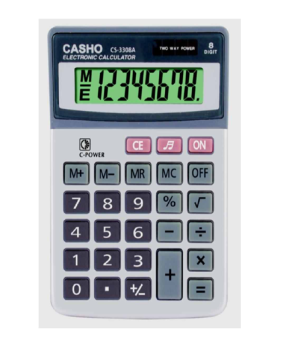 CASHO CS-3308A TWO WAY POWER 8 DIGIT
ELECTRONIC CALCULATOR
M
E 12345678.
C-POWER CE ON
M+ M− MR MC OFF
7 8 9 % √
4 5 6 − ÷
1 2 3 + ×
0 . +/− =